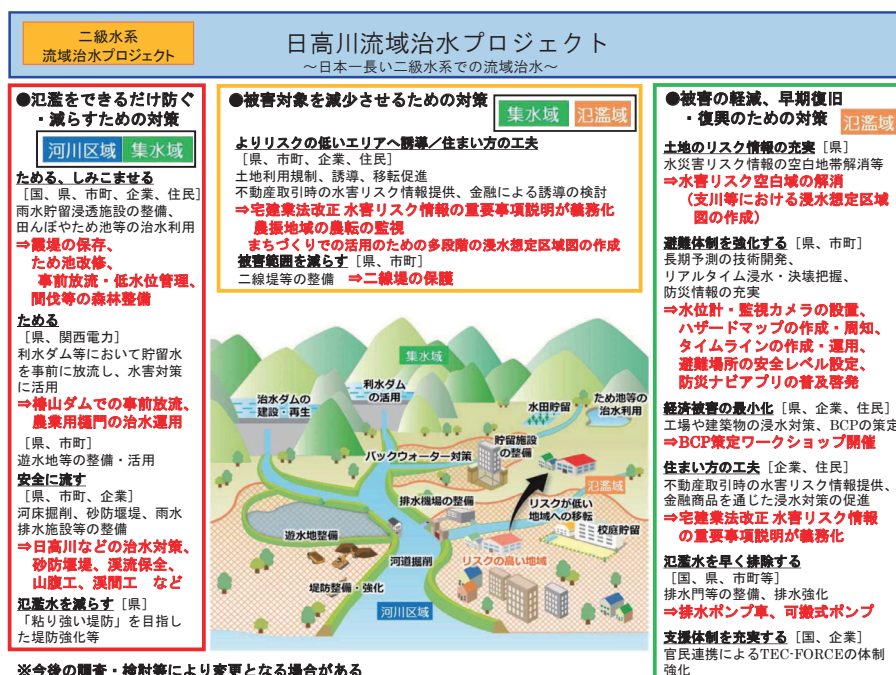 二級水系
流域治水プロジェクト
日高川流域治水プロジェクト
～日本一長い二級水系での流域治水～
●氾濫をできるだけ防ぐ
・減らすための対策
河川区域 集水域
ためる、しみこませる
［国、県、市町、企業、住民］
雨水貯留浸透施設の整備、
田んぼやため池等の治水利用
⇒霞堤の保存、
ため池改修、
事前放流・低水位管理、
間伐等の森林整備
ためる
［県、関西電力］
利水ダム等において貯留水
を事前に放流し、水害対策
に活用
⇒椿山ダムでの事前放流、
農業用樋門の治水運用
［県、市町］
遊水地等の整備・活用
安全に流す
［県、市町、企業］
河床掘削、砂防堰堤、雨水
排水施設等の整備
⇒日高川などの治水対策、
砂防堰堤、渓流保全、
山腹工、渓間工 など
氾濫水を減らす［県］
「粘り強い堤防」を目指し
た堤防強化等
●被害対象を減少させるための対策
集水域 氾濫域
よりリスクの低いエリアへ誘導／住まい方の工夫
［県、市町、企業、住民］
土地利用規制、誘導、移転促進
不動産取引時の水害リスク情報提供、金融による誘導の検討
⇒宅建業法改正 水害リスク情報の重要事項説明が義務化
農振地域の農転の監視
まちづくりでの活用のための多段階の浸水想定区域図の作成
被害範囲を減らす［県、市町］
二線堤等の整備 ⇒二線堤の保護
集水域
治水ダムの
建設・再生
利水ダム
の活用
水田貯留
ため池等の
治水利用
貯留施設
の整備
バックウォーター対策
氾濫域
排水機場の整備
リスクが低い
地域への移転
遊水地整備
校庭貯留
河道掘削
リスクの高い地域
堤防整備・強化
河川区域
●被害の軽減、早期復旧
・復興のための対策
氾濫域
土地のリスク情報の充実［県］
水災害リスク情報の空白地帯解消等
⇒水害リスク空白域の解消
（支川等における浸水想定区域
図の作成）
避難体制を強化する［県、市町］
長期予測の技術開発、
リアルタイム浸水・決壊把握、
防災情報の充実
⇒水位計・監視カメラの設置、
ハザードマップの作成・周知、
タイムラインの作成・運用、
避難場所の安全レベル設定、
防災ナビアプリの普及啓発
経済被害の最小化［県、企業、住民］
工場や建築物の浸水対策、BCPの策定
⇒BCP策定ワークショップ開催
住まい方の工夫［企業、住民］
不動産取引時の水害リスク情報提供、
金融商品を通じた浸水対策の促進
⇒宅建業法改正 水害リスク情報
の重要事項説明が義務化
氾濫水を早く排除する
［国、県、市町等］
排水門等の整備、排水強化
⇒排水ポンプ車、可搬式ポンプ
支援体制を充実する［国、企業］
官民連携によるTEC-FORCEの体制
強化
※今後の調査・検討等により変更となる場合がある